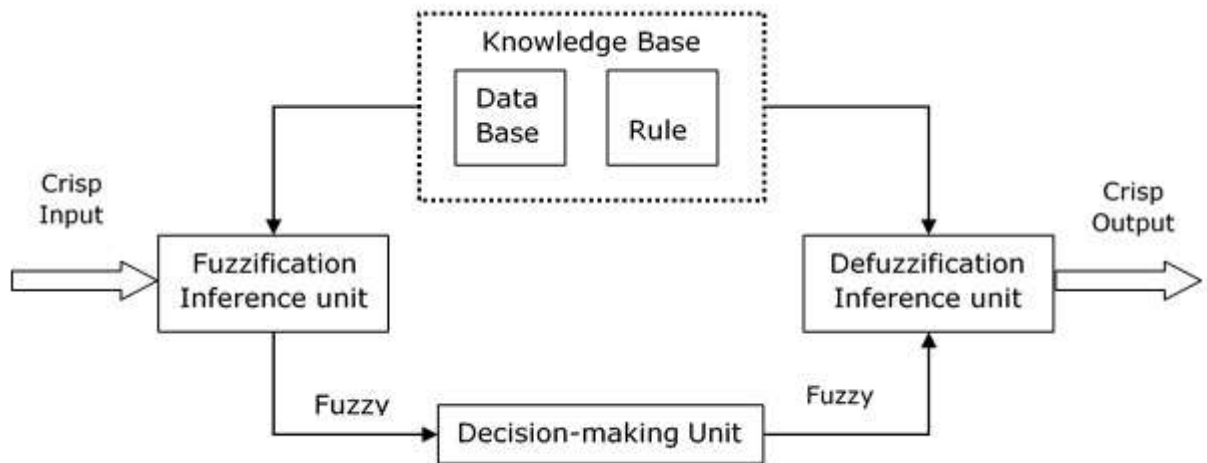 Knowledge Base
Data
Base
Rule
Crisp
Input
Crisp
Output
Fuzzification
Inference unit
Defuzzification
Inference unit
Fuzzy
Fuzzy
Decision-making Unit